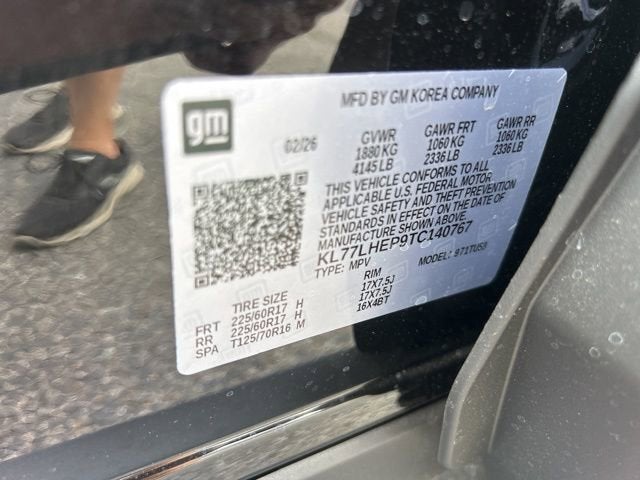 MFD BY GM KOREA COMPANY
gm
02/26
GVWR GAWR FRT GAWR RR
1880 KG 1060 KG 1060 KG
4145 LB 2336 LB 2336 LB
THIS VEHICLE CONFORMS TO ALL
APPLICABLE U.S. FEDERAL MOTOR
VEHICLE SAFETY AND THEFT PREVENTION
STANDARDS IN EFFECT ON THE DATE OF
MANUFACTURE SHOWN ABOVE.
KL77LHEP9TC140767
TYPE: MPV MODEL: 971TUSB
TIRE SIZE RIM
FRT 225/60R17 H 17X7.5J
RR 225/60R17 H 17X7.5J
SPA T125/70R16 M 16X4BT